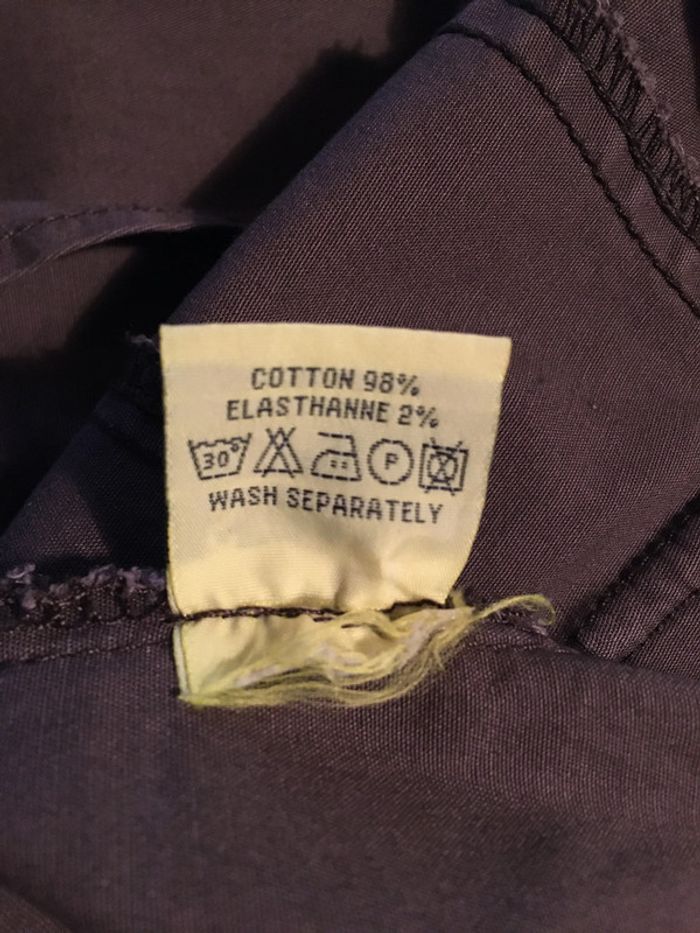 COTTON 98%
ELASTHANNE 2%
30° P
WASH SEPARATELY